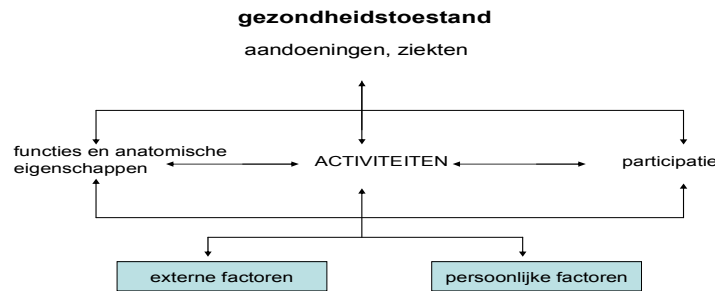 gezondheidstoestand
aandoeningen, ziekten
functies en anatomische
eigenschappen
ACTIVITEITEN
participatie
externe factoren
persoonlijke factoren